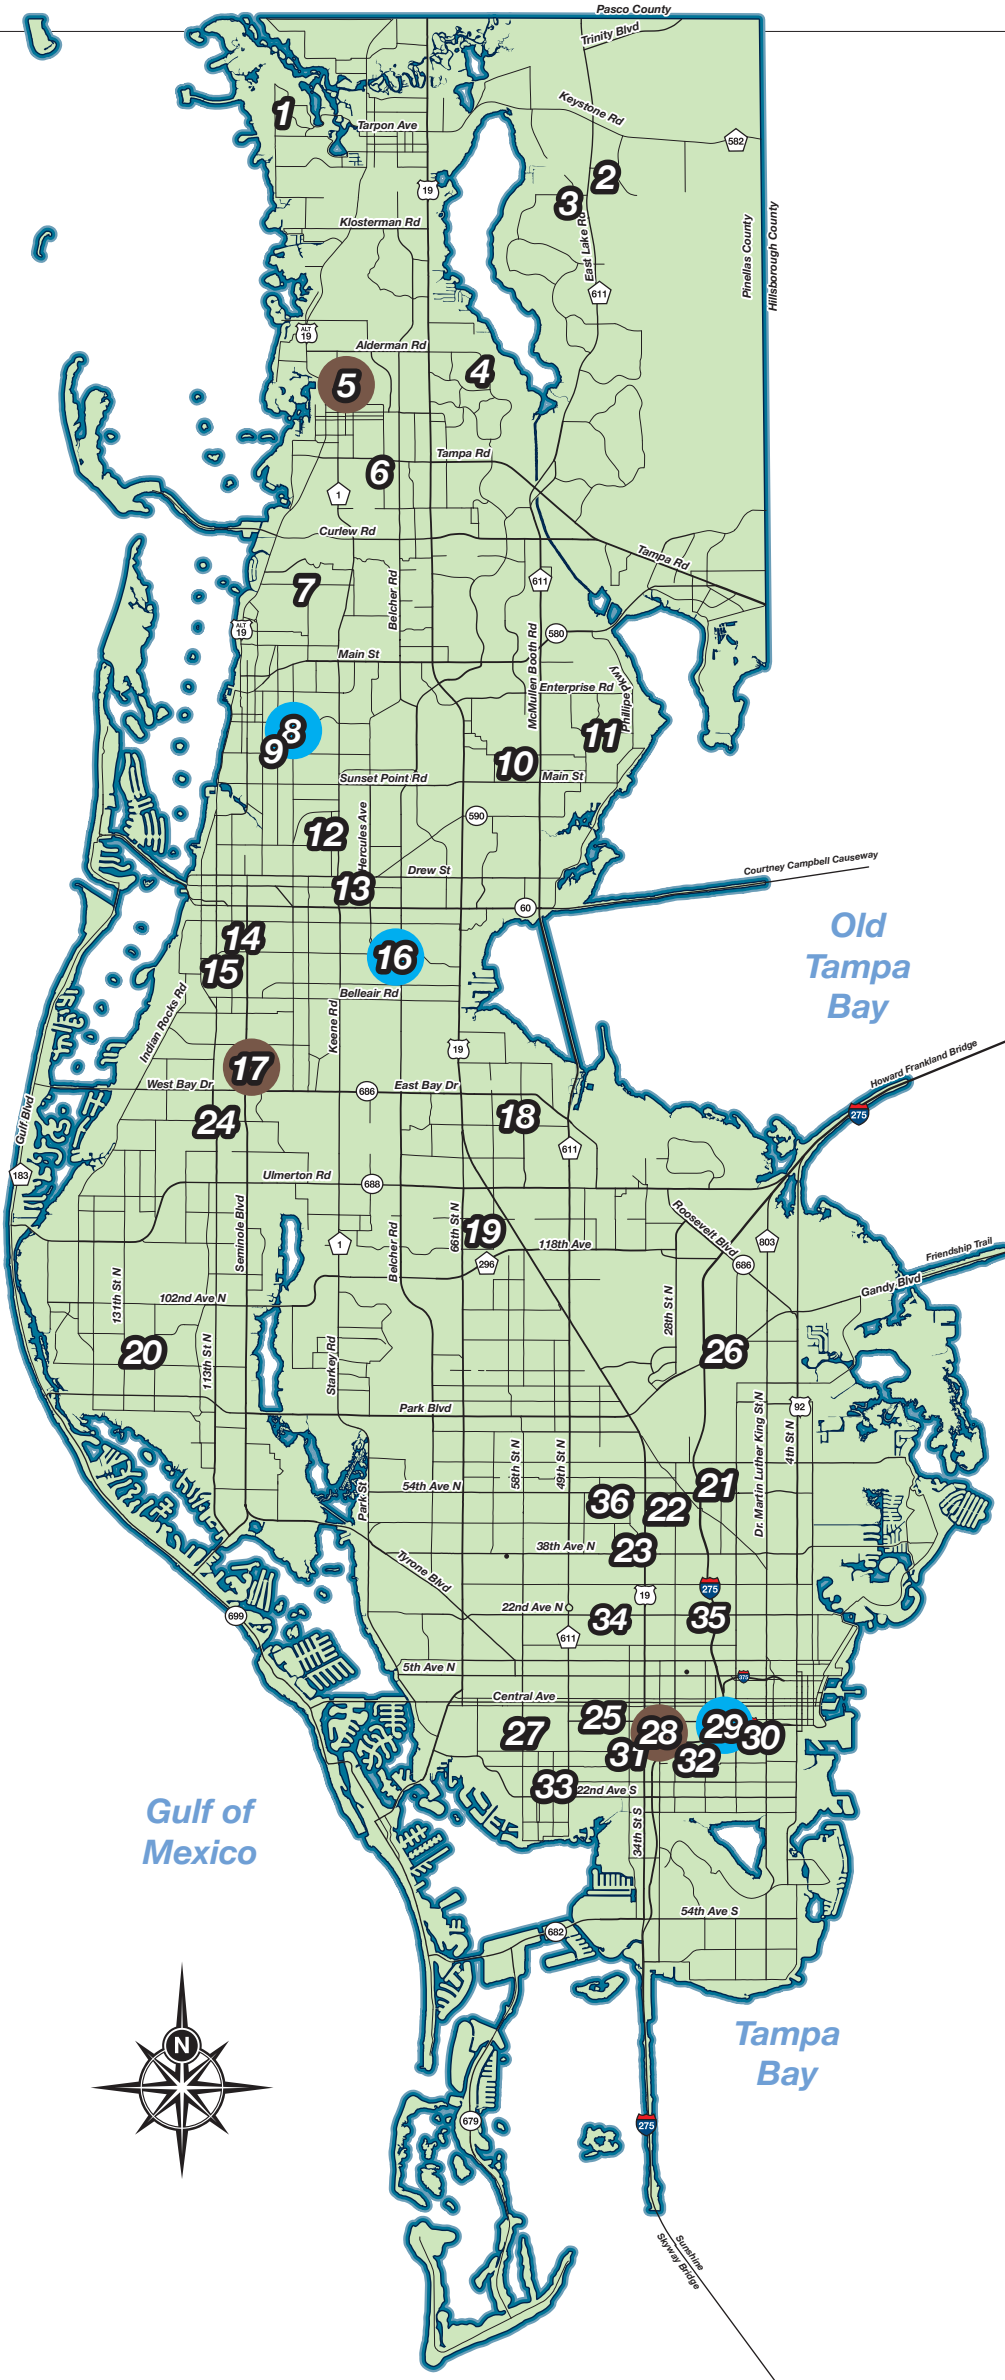 Pasco County
Trinity Blvd
Keystone Rd
1
Tarpon Ave
582
2
19
3
Klosterman Rd
East Lake Rd
Pinellas County
Hillsborough County
611
ALT
19
Alderman Rd
4
5
Tampa Rd
6
1
Curlew Rd
Tampa Rd
7
Belcher Rd
611
ALT
19
580
Main St
McMullen Booth Rd
Enterprise Rd
Phillipe Pkwy
8
9
11
10
Sunset Point Rd
Main St
590
12
Hercules Ave
Drew St
13
Courtney Campbell Causeway
60
Old
Tampa
Bay
14
15
16
Belleair Rd
Indian Rocks Rd
Keene Rd
19
17
Howard Frankland Bridge
West Bay Dr
686
East Bay Dr
275
Gulf Blvd
24
18
611
183
Ulmerton Rd
688
Seminole Blvd
66th St N
19
Roosevelt Blvd
1
Belcher Rd
118th Ave
803
296
686
Friendship Trail
Gandy Blvd
131th St N
102nd Ave N
28th St N
20
113th St N
Starkey Rd
26
Park Blvd
92
Dr. Martin Luther King St N
4th St N
56th St N
49th St N
54th Ave N
Park St
21
36
22
38th Ave N
23
Tyrone Blvd
275
19
22nd Ave N
34
35
699
611
5th Ave N
275
Central Ave
25
27
28
29
30
31
32
33
22nd Ave S
Gulf of
Mexico
34th St S
54th Ave S
682
N
Tampa
Bay
679
275
Sunshine
Skyway Bridge